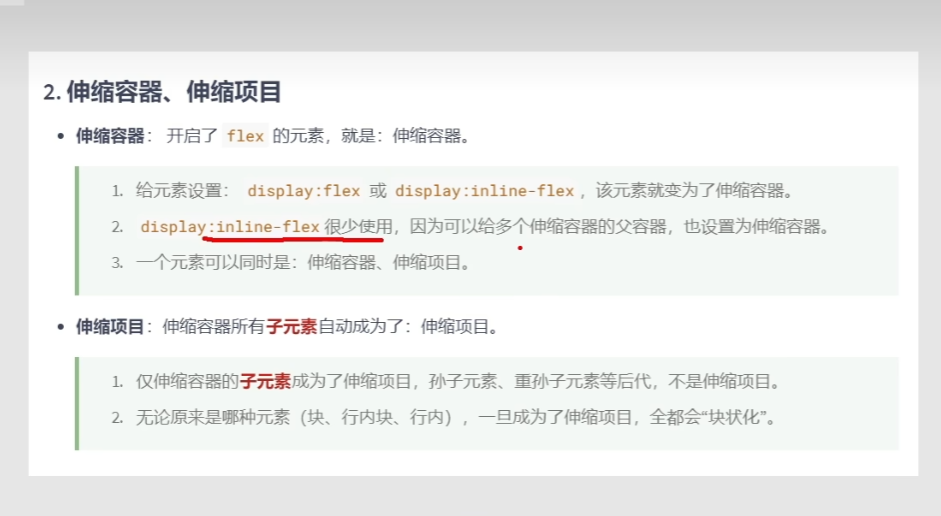 2. 伸缩容器、伸缩项目
• 伸缩容器： 开启了 flex 的元素，就是：伸缩容器。
1. 给元素设置： display:flex 或 display:inline-flex ，该元素就变为了伸缩容器。
2. display:inline-flex 很少使用，因为可以给多个伸缩容器的父容器，也设置为伸缩容器。
3. 一个元素可以同时是：伸缩容器、伸缩项目。
• 伸缩项目：伸缩容器所有子元素自动成为了：伸缩项目。
1. 仅伸缩容器的子元素成为了伸缩项目，孙子元素、重孙子元素等后代，不是伸缩项目。
2. 无论原来是哪种元素（块、行内块、行内），一旦成为了伸缩项目，全都会“块状化”。